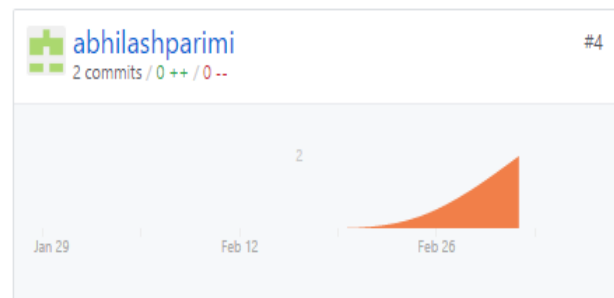 abhilashparimi
#4
2 commits / 0 ++ / 0 --
2
Jan 29
Feb 12
Feb 26